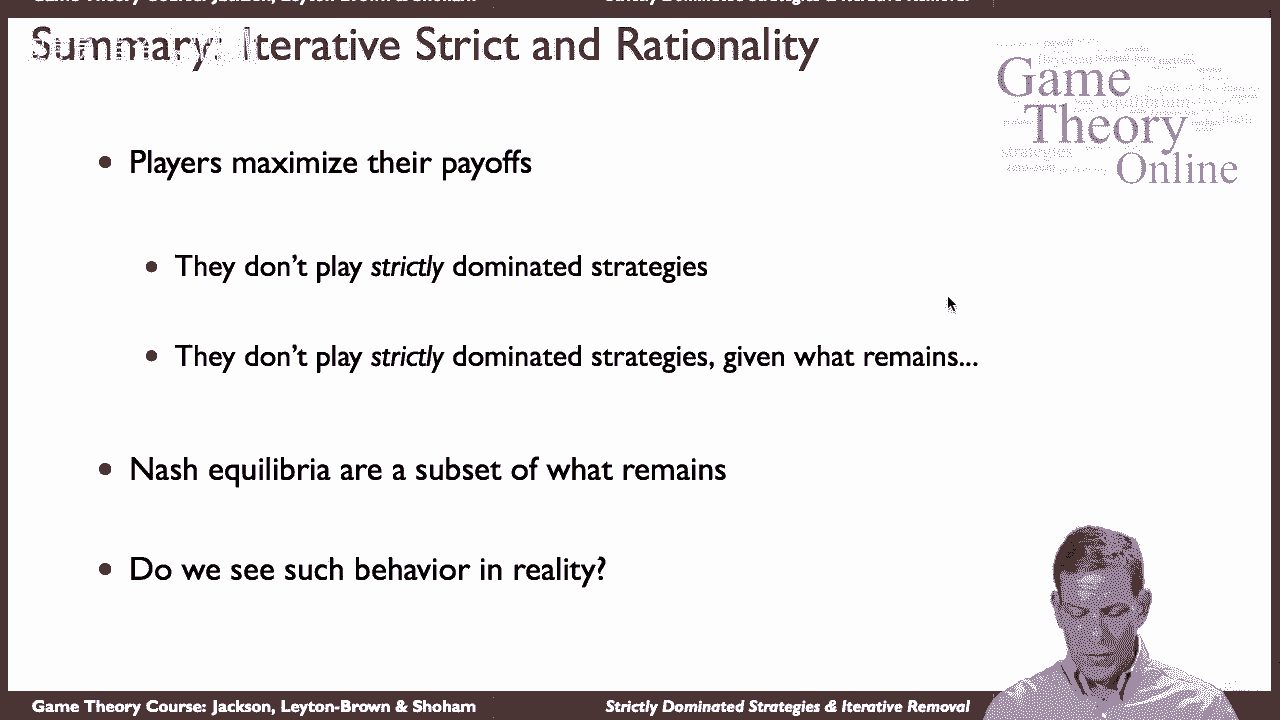 Game Theory Course: Jackson, Leyton-Brown & Shoham
Strictly Dominated Strategies & Iterative Removal
Summary: Iterative Strict and Rationality
Game
Theory
Online
equilibrium
strategies
• Players maximize their payoffs
• They don't play strictly dominated strategies
• They don't play strictly dominated strategies, given what remains...
• Nash equilibria are a subset of what remains
• Do we see such behavior in reality?
Game Theory Course: Jackson, Leyton-Brown & Shoham
Strictly Dominated Strategies & Iterative Removal